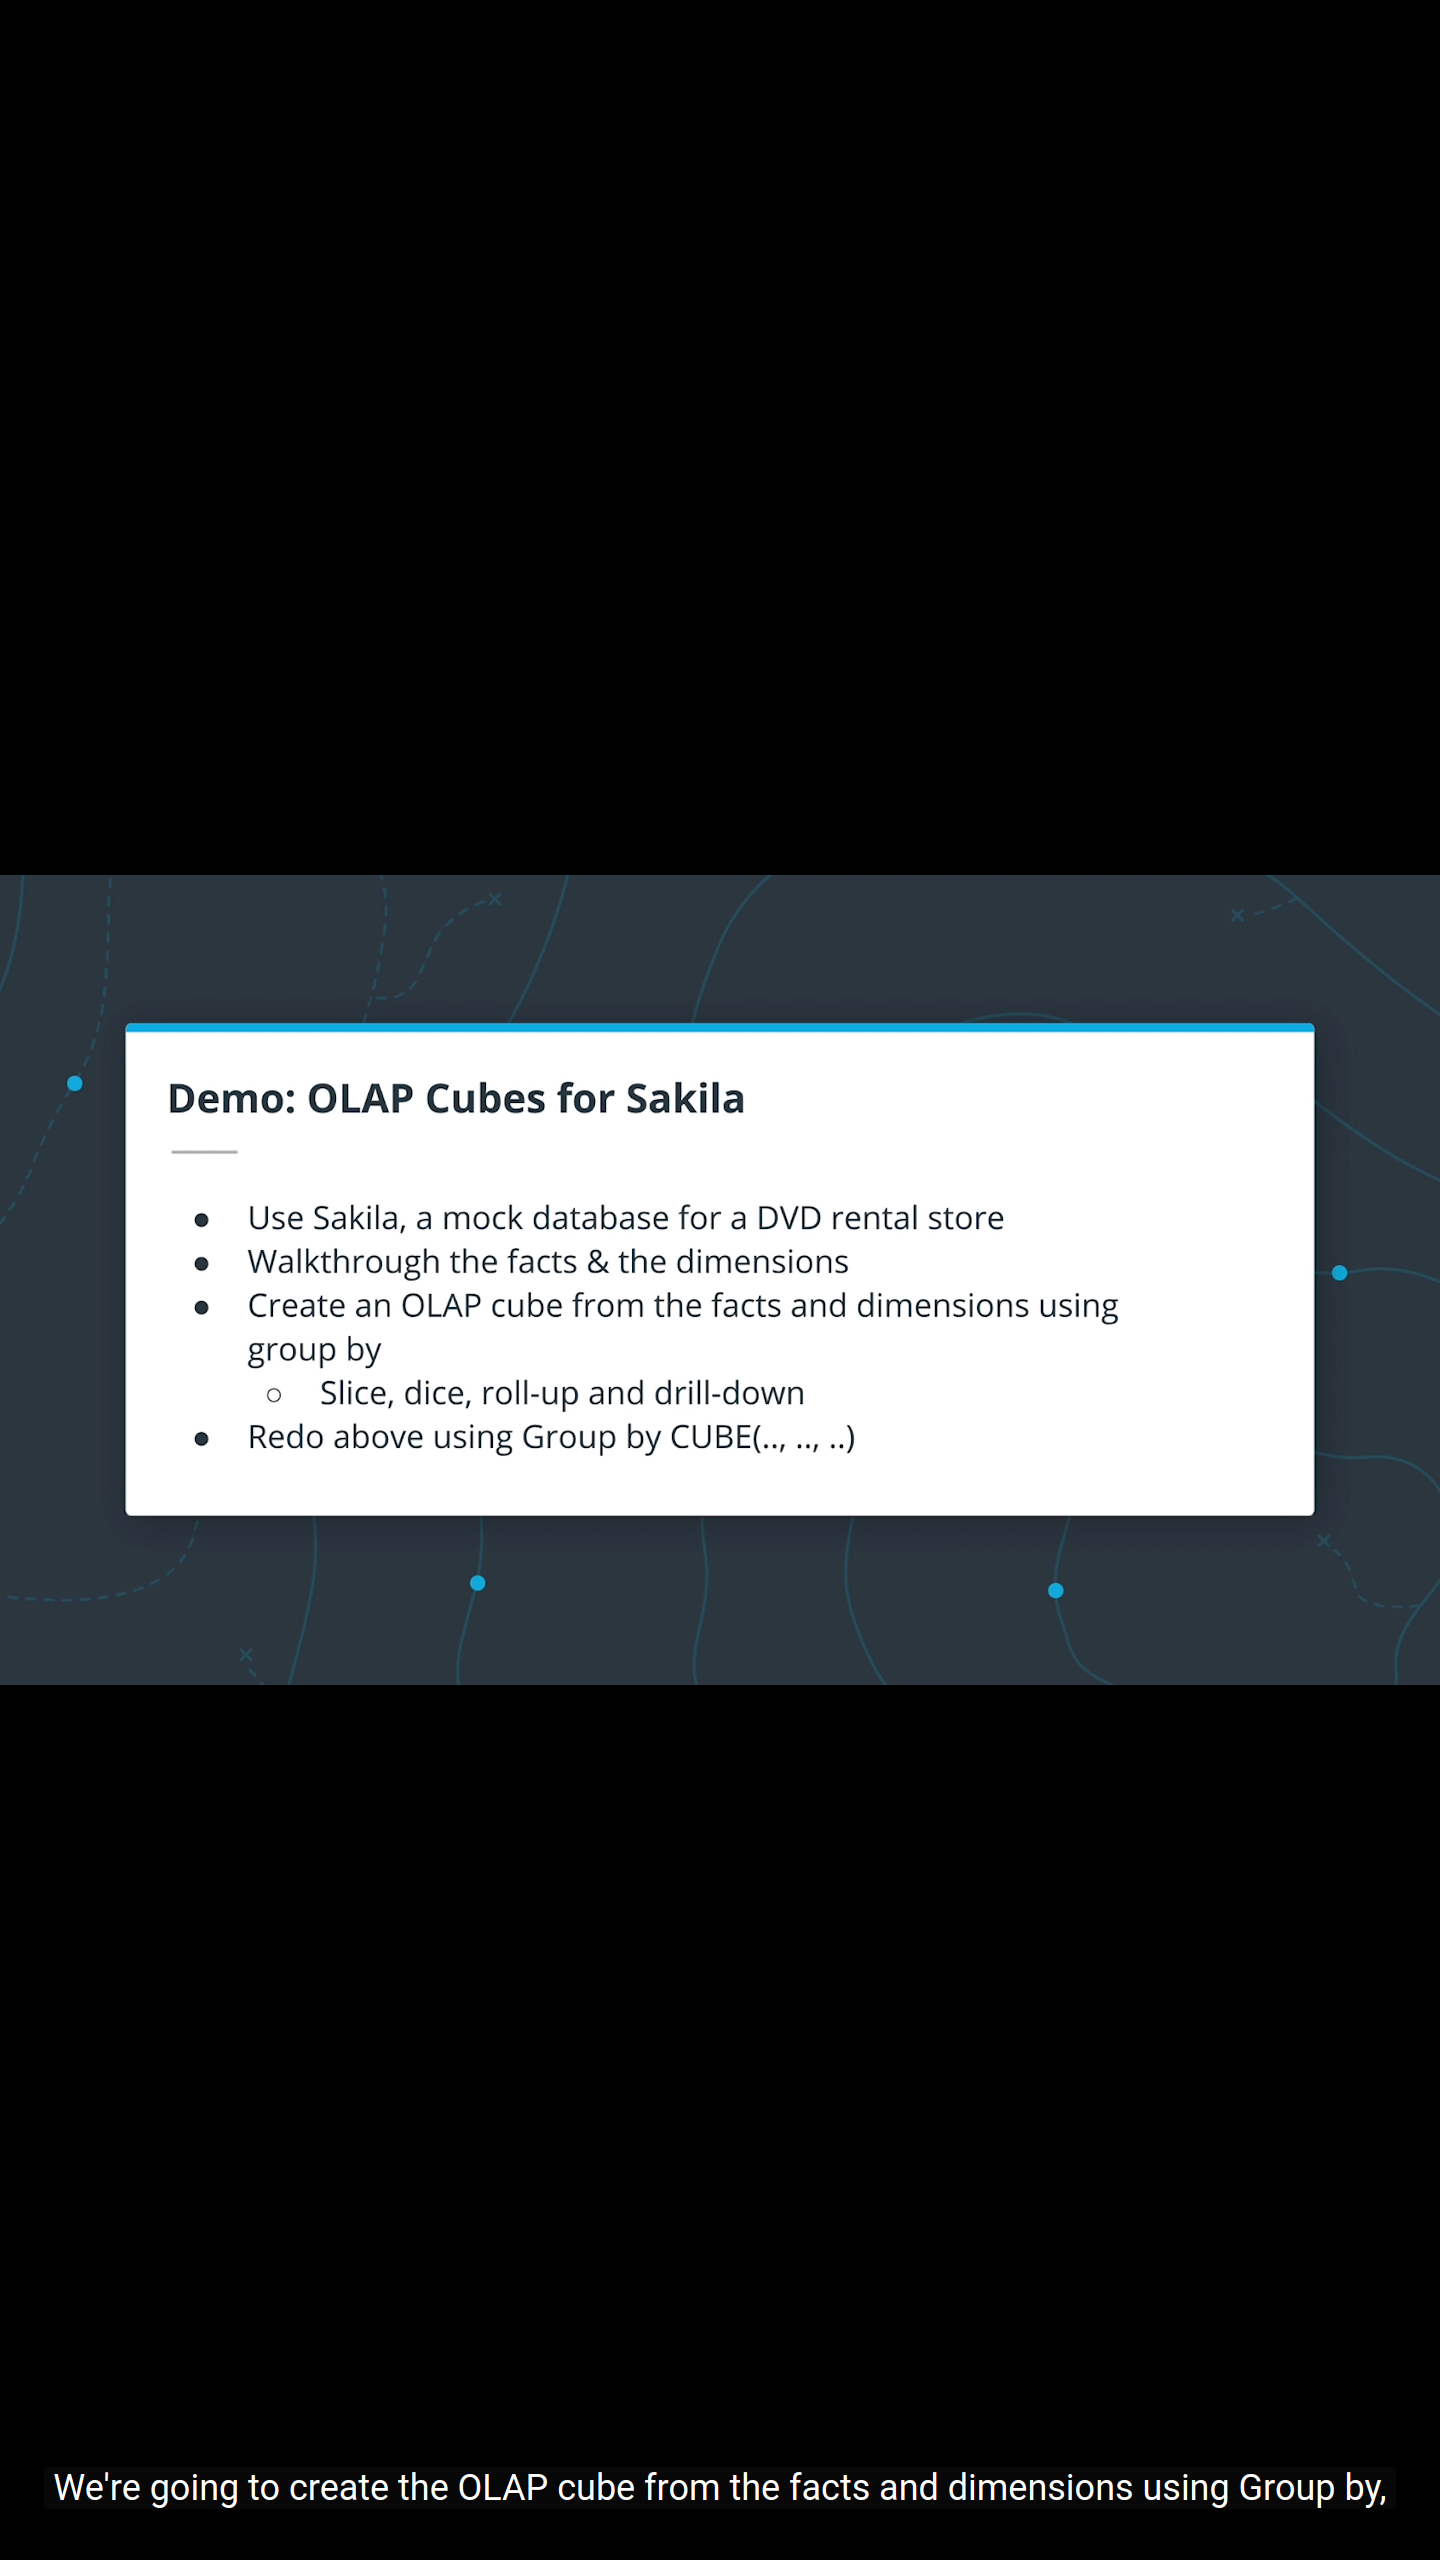 Demo: OLAP Cubes for Sakila
● Use Sakila, a mock database for a DVD rental store
● Walkthrough the facts & the dimensions
● Create an OLAP cube from the facts and dimensions using
group by
○ Slice, dice, roll-up and drill-down
● Redo above using Group by CUBE(.., .., ..)
We're going to create the OLAP cube from the facts and dimensions using Group by,